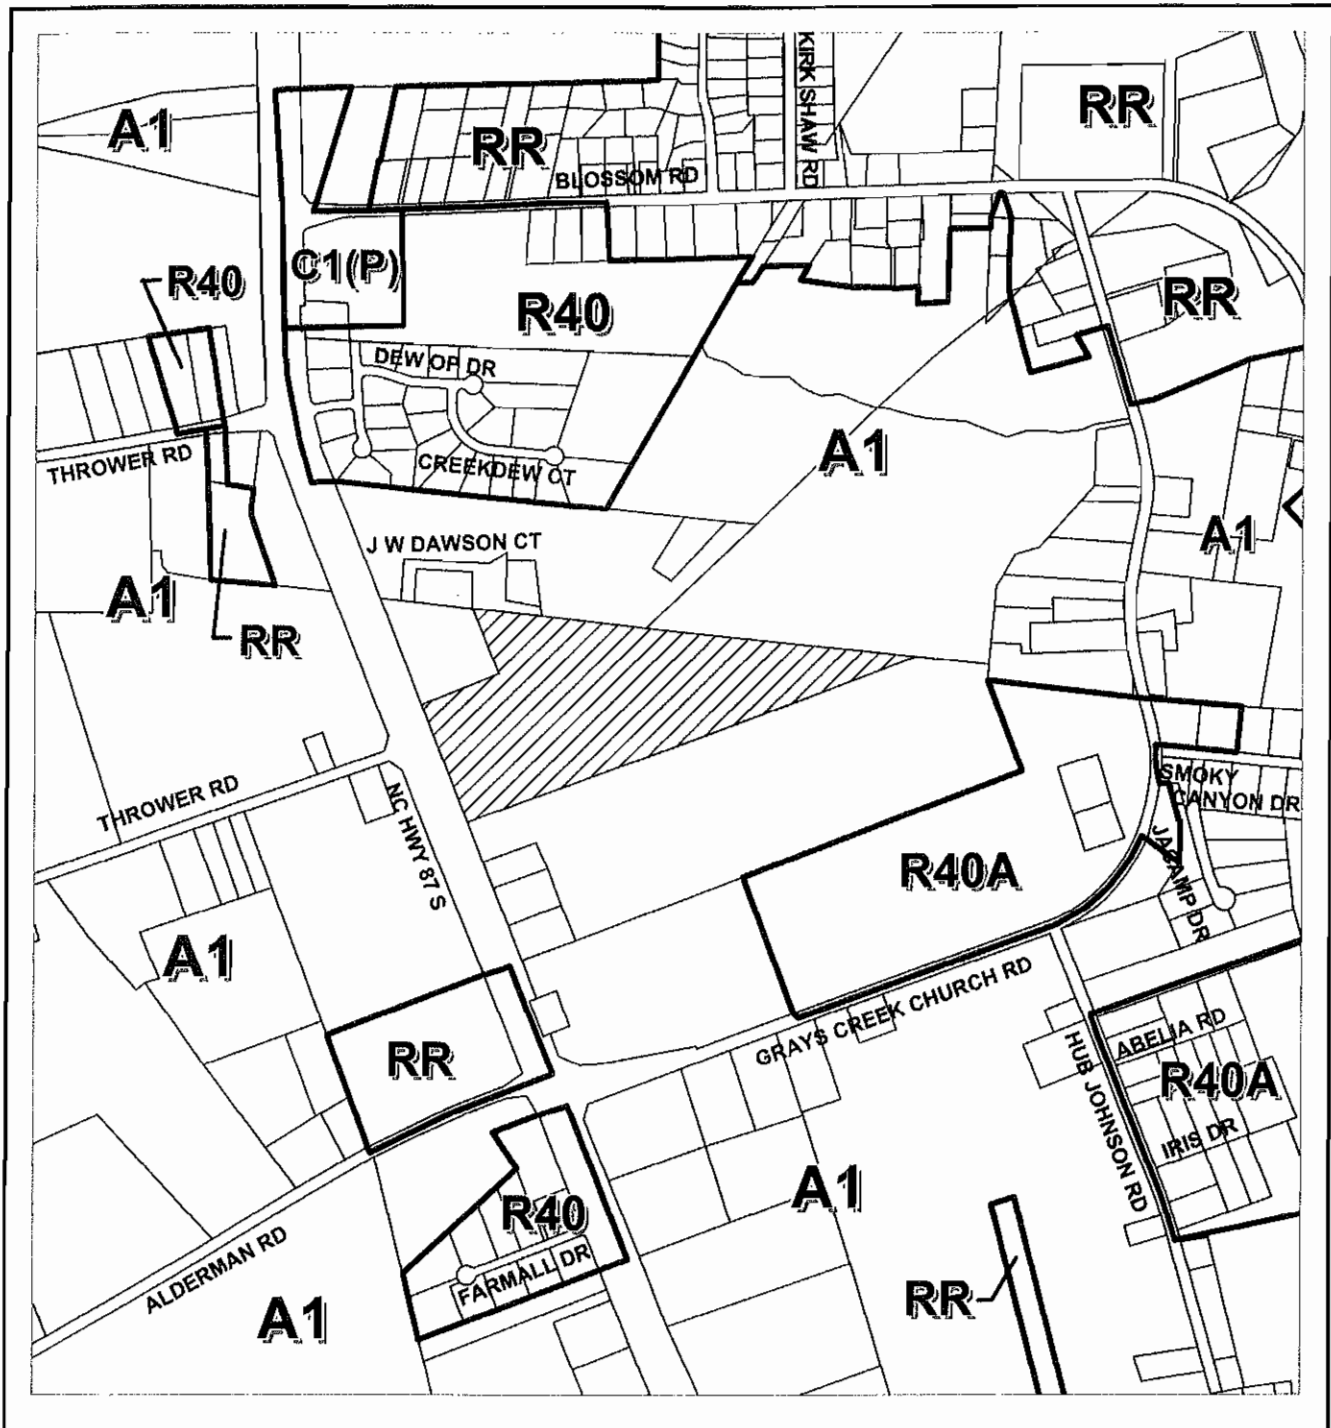 KIRK SHAW RD
RR
A1
RR
BLOSSOM RD
C1(P)
R40
R40
RR
DEW OP DR
A1
CREEKDEW CT
THROWER RD
A1
J W DAWSON CT
A1
RR
THROWER RD
NC HWY 87 S
SMOKY
CANYON DR
R40A
JACAMP DR
A1
GRAYS CREEK CHURCH RD
RR
ABELIA RD
HUB JOHNSON RD
R40A
IRIS DR
A1
R40
ALDERMAN RD
FARMALL DR
RR
A1